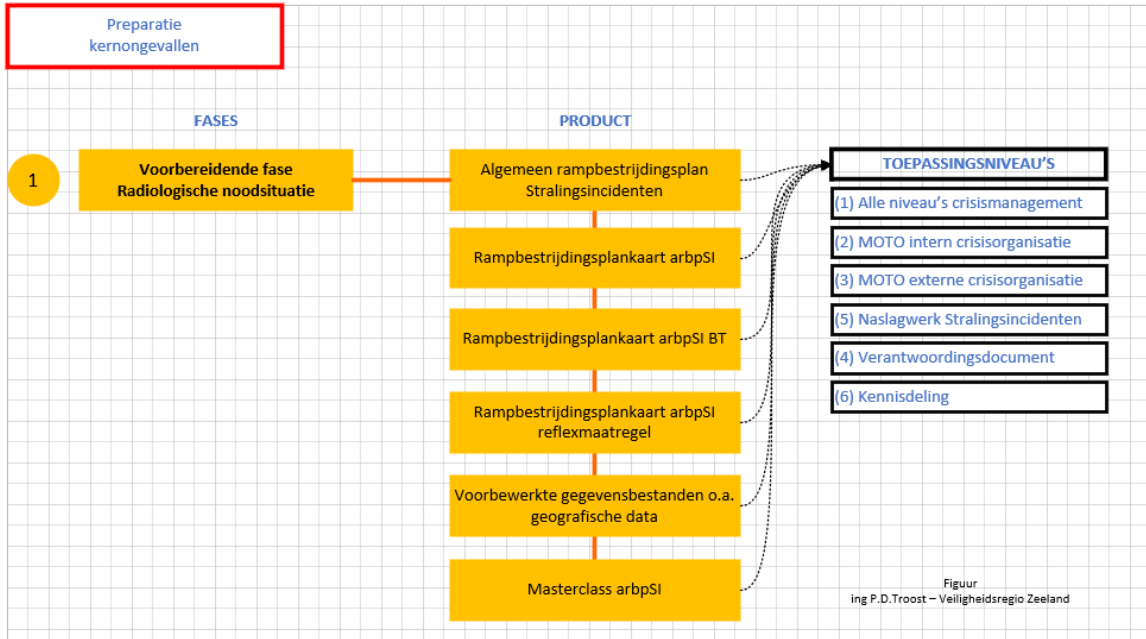 Preparatie
kernongevallen
FASES
PRODUCT
1
Voorbereidende fase
Radiologische noodsituatie
Algemeen rampbestrijdingsplan
Stralingsincidenten
Rampbestrijdingsplankaart arbpSI
Rampbestrijdingsplankaart arbpSI BT
Rampbestrijdingsplankaart arbpSI
reflexmaatregel
Voorbewerkte gegevensbestanden o.a.
geografische data
Masterclass arbpSI
TOEPASSINGSNIVEAU'S
(1) Alle niveau's crisismanagement
(2) MOTO intern crisisorganisatie
(3) MOTO externe crisisorganisatie
(5) Naslagwerk Stralingsincidenten
(4) Verantwoordingsdocument
(6) Kennisdeling
Figuur
ing P.D.Troost – Veiligheidsregio Zeeland